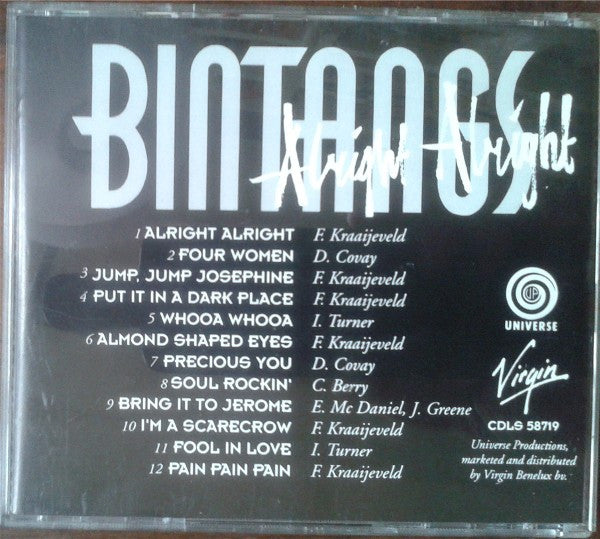 BINTANGS
Alright Alright
1 ALRIGHT ALRIGHT F. Kraaijeveld
2 FOUR WOMEN D. Covay
3 JUMP, JUMP JOSEPHINE F. Kraaijeveld
4 PUT IT IN A DARK PLACE F. Kraaijeveld
5 WHOOA WHOOA I. Turner
6 ALMOND SHAPED EYES F. Kraaijeveld
7 PRECIOUS YOU D. Covay
8 SOUL ROCKIN' C. Berry
9 BRING IT TO JEROME E. Mc Daniel, J. Greene
10 I'M A SCARECROW F. Kraaijeveld
11 FOOL IN LOVE I. Turner
12 PAIN PAIN PAIN F. Kraaijeveld
UP
UNIVERSE
Virgin
CDLS 58719
Universe Productions,
marketed and distributed
by Virgin Benelux bv.